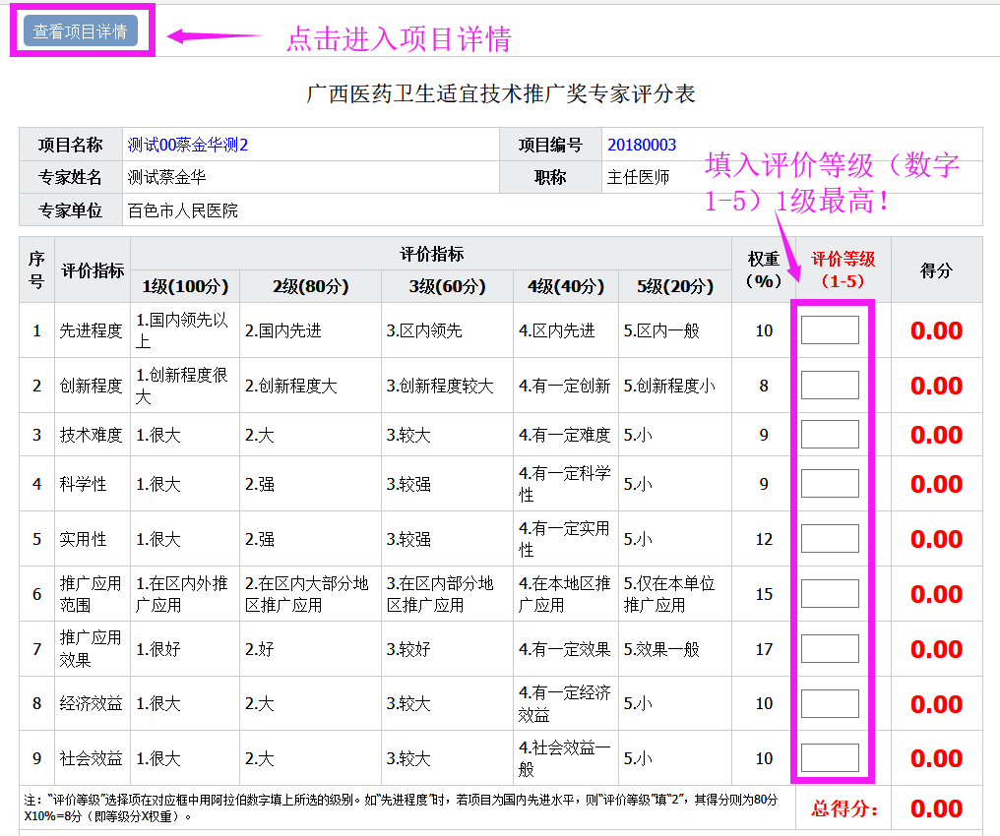 查看项目详情
点击进入项目详情
广西医药卫生适宜技术推广奖专家评分表
项目名称 测试00蔡金华测2 项目编号 20180003
专家姓名 测试蔡金华 职称 主任医师
专家单位 百色市人民医院
填入评价等级（数字
1-5）1级最高！
序号 评价指标 评价指标 权重（%） 评价等级（1-5） 得分
1级(100分) 2级(80分) 3级(60分) 4级(40分) 5级(20分)
1 先进程度 1.国内领先以上 2.国内先进 3.区内领先 4.区内先进 5.区内一般 10 0.00
2 创新程度 1.创新程度很大 2.创新程度大 3.创新程度较大 4.有一定创新 5.创新程度小 8 0.00
3 技术难度 1.很大 2.大 3.较大 4.有一定难度 5.小 9 0.00
4 科学性 1.很大 2.强 3.较强 4.有一定科学性 5.小 9 0.00
5 实用性 1.很大 2.强 3.较强 4.有一定实用性 5.小 12 0.00
6 推广应用范围 1.在区内外推广应用 2.在区内大部分地区推广应用 3.在区内部分地区推广应用 4.在本地区推广应用 5.仅在本单位推广应用 15 0.00
7 推广应用效果 1.很好 2.好 3.较好 4.有一定效果 5.效果一般 17 0.00
8 经济效益 1.很大 2.大 3.较大 4.有一定经济效益 5.小 10 0.00
9 社会效益 1.很大 2.大 3.较大 4.社会效益一般 5.小 10 0.00
注：“评价等级”选择项在对应框中用阿拉伯数字填上所选的级别。如“先进程度”时，若项目为国内先进水平，则“评价等级”填“2”，其得分则为80分
X10%=8分（即等级分X权重）。
总得分： 0.00